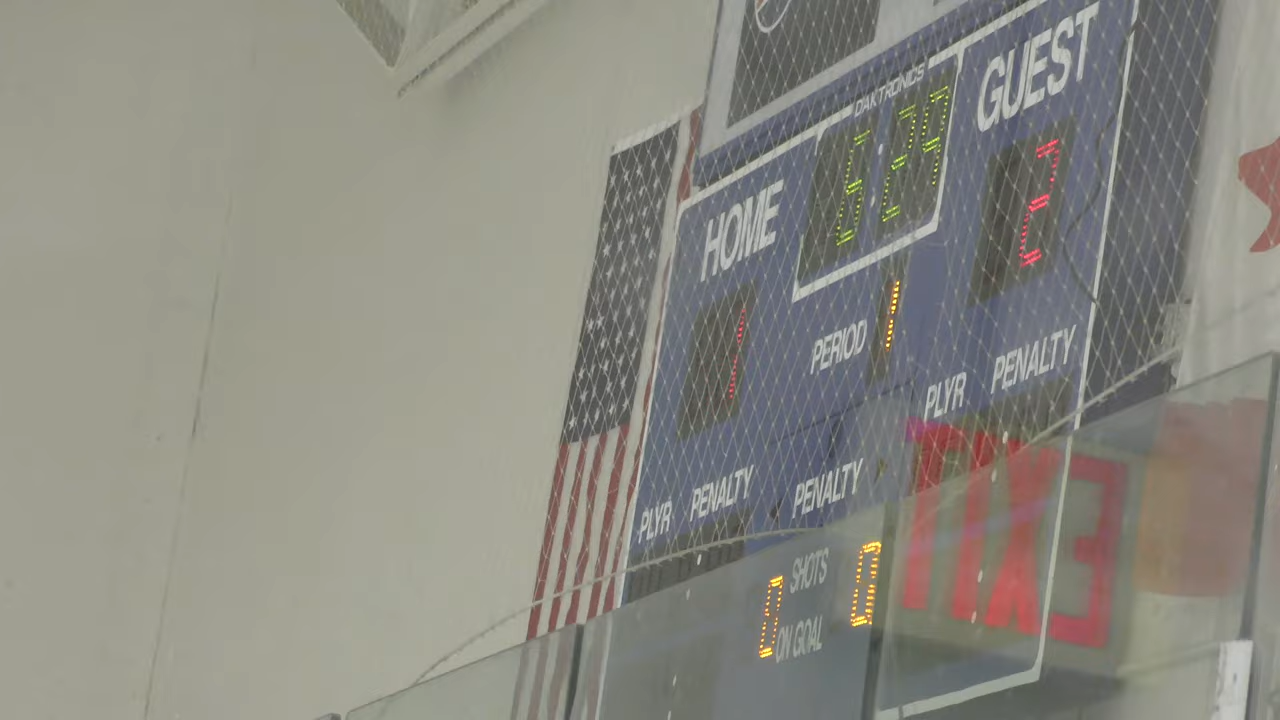 DAKTRONICS
HOME 6:29 GUEST
1 2
PERIOD 1
PLYR PENALTY
PLYR PENALTY PENALTY
0 SHOTS ON GOAL 0
EXIT